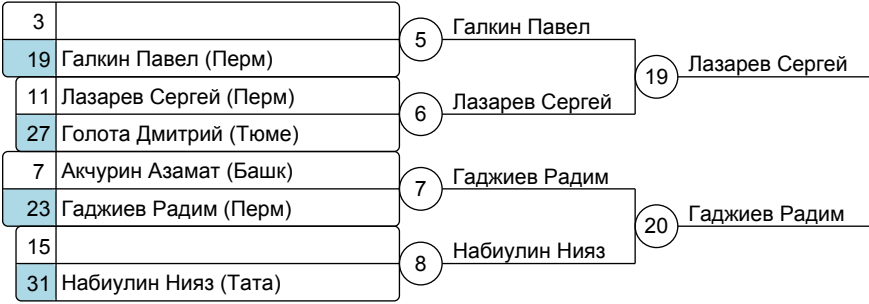 3
19 Галкин Павел (Перм)
11 Лазарев Сергей (Перм)
27 Голота Дмитрий (Тюме)
7 Акчурин Азамат (Башк)
23 Гаджиев Радим (Перм)
15
31 Набиулин Нияз (Тата)
5 Галкин Павел
6 Лазарев Сергей
7 Гаджиев Радим
8 Набиулин Нияз
19 Лазарев Сергей
20 Гаджиев Радим